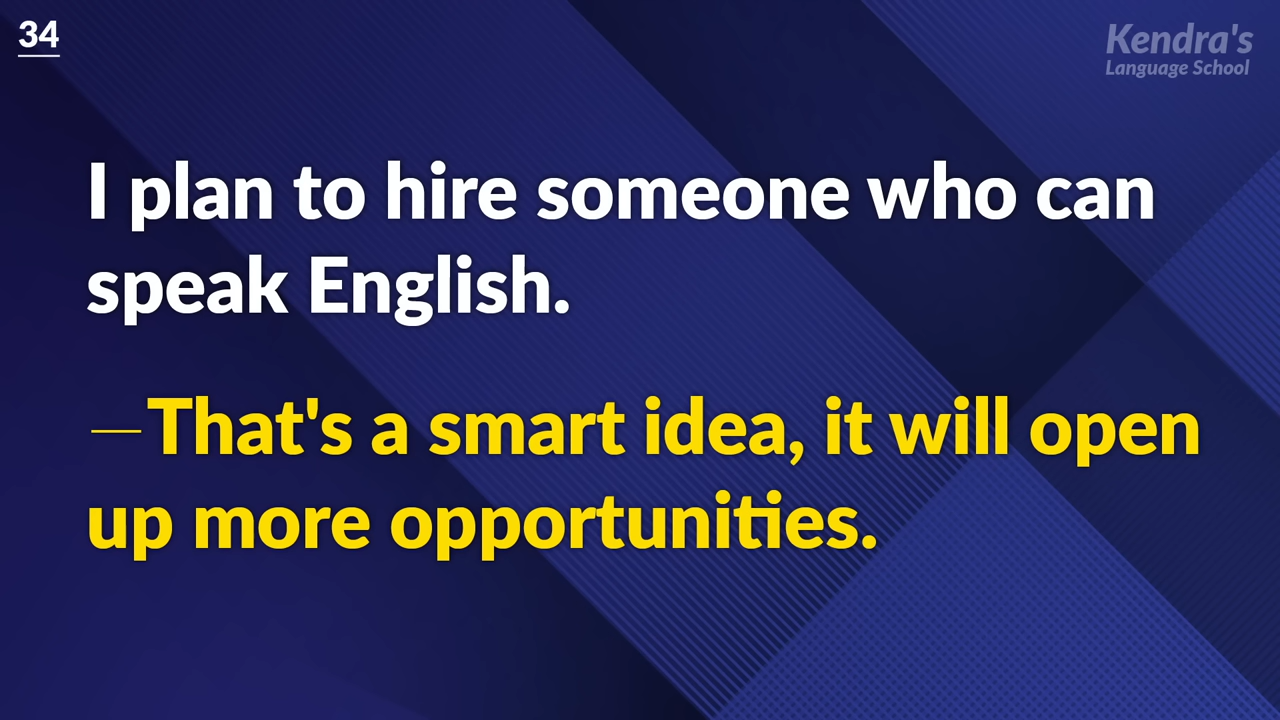 34
Kendra's
Language School
I plan to hire someone who can
speak English.
—That's a smart idea, it will open
up more opportunities.